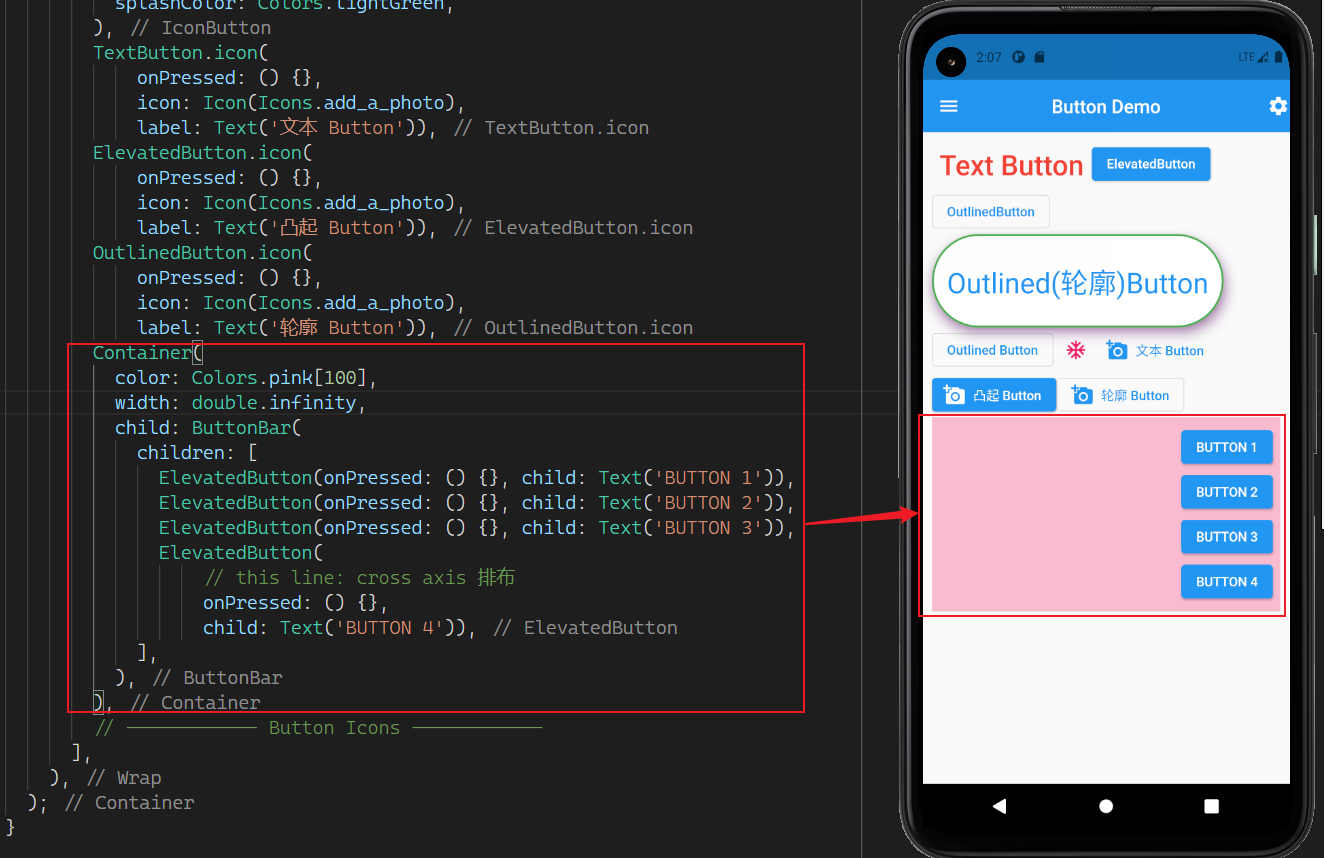 splashColor: Colors.lightGreen,
), // IconButton
TextButton.icon(
onPressed: () {},
icon: Icon(Icons.add_a_photo),
label: Text('文本 Button')), // TextButton.icon
ElevatedButton.icon(
onPressed: () {},
icon: Icon(Icons.add_a_photo),
label: Text('凸起 Button')), // ElevatedButton.icon
OutlinedButton.icon(
onPressed: () {},
icon: Icon(Icons.add_a_photo),
label: Text('轮廓 Button')), // OutlinedButton.icon
Container(
color: Colors.pink[100],
width: double.infinity,
child: ButtonBar(
children: [
ElevatedButton(onPressed: () {}, child: Text('BUTTON 1')),
ElevatedButton(onPressed: () {}, child: Text('BUTTON 2')),
ElevatedButton(onPressed: () {}, child: Text('BUTTON 3')),
ElevatedButton(
// this line: cross axis 排布
onPressed: () {},
child: Text('BUTTON 4')), // ElevatedButton
],
), // ButtonBar
), // Container
// ———————————— Button Icons ————————————
],
), // Wrap
); // Container
}
2:07
LTE
Button Demo
Text Button
ElevatedButton
OutlinedButton
Outlined(轮廓)Button
Outlined Button
文本 Button
凸起 Button
轮廓 Button
BUTTON 1
BUTTON 2
BUTTON 3
BUTTON 4